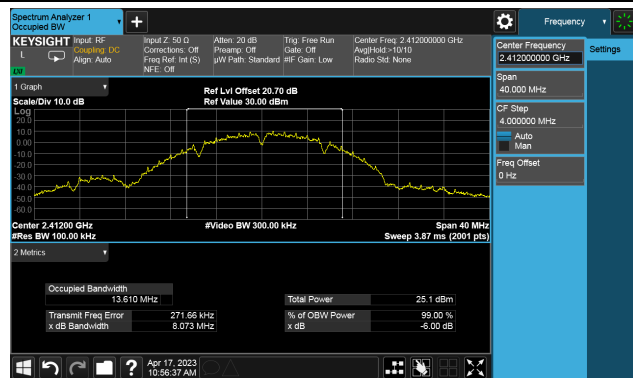 Spectrum Analyzer 1
Occupied BW
Frequency
KEYSIGHT
L
LXI
Input: RF
Coupling: DC
Align: Auto
Input Z: 50 Ω
Corrections: Off
Freq Ref: Int (S)
NFE: Off
Atten: 20 dB
Preamp: Off
µW Path: Standard
Trig: Free Run
Gate: Off
#IF Gain: Low
Center Freq: 2.412000000 GHz
Avg|Hold:>10/10
Radio Std: None
Center Frequency
2.412000000 GHz
Settings
Span
40.000 MHz
CF Step
4.000000 MHz
Auto
Man
Freq Offset
0 Hz
1 Graph
Scale/Div 10.0 dB
Ref Lvl Offset 20.70 dB
Ref Value 30.00 dBm
Log
20.0
10.0
0.00
-10.0
-20.0
-30.0
-40.0
-50.0
-60.0
Center 2.41200 GHz
#Video BW 300.00 kHz
Span 40 MHz
#Res BW 100.00 kHz
Sweep 3.87 ms (2001 pts)
2 Metrics
Occupied Bandwidth
13.610 MHz
Total Power 25.1 dBm
Transmit Freq Error 271.66 kHz
% of OBW Power 99.00 %
x dB Bandwidth 8.073 MHz
x dB -6.00 dB
?
Apr 17, 2023
10:56:37 AM